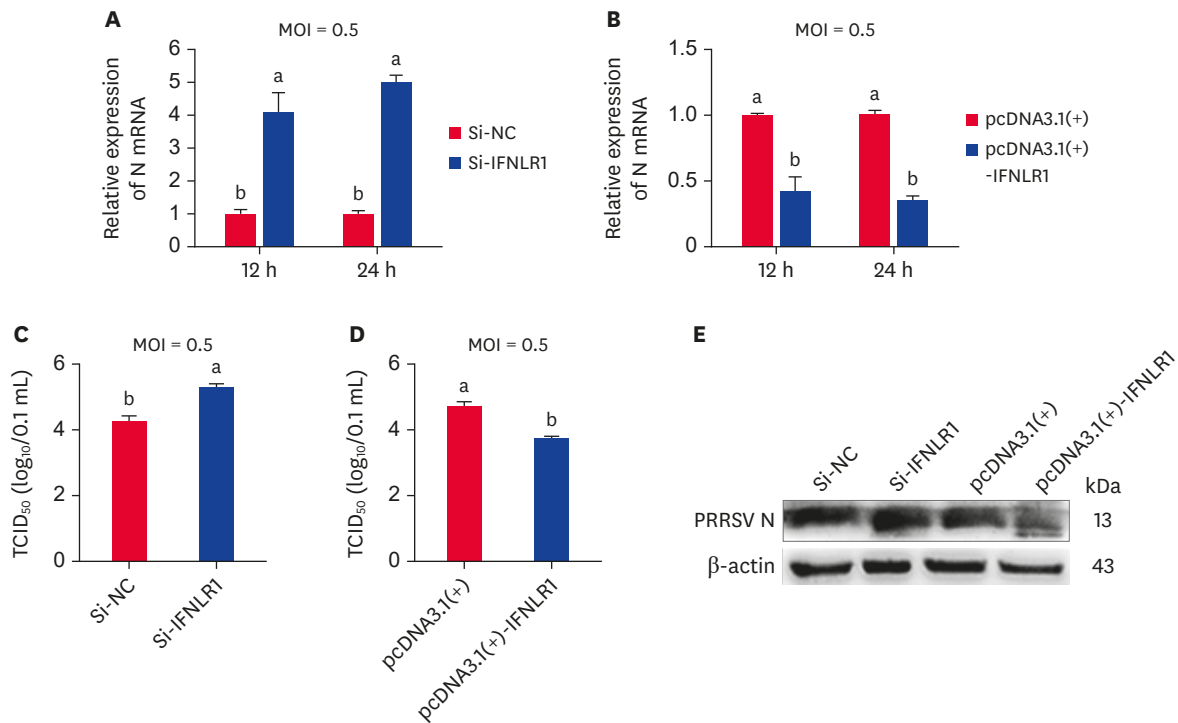 A
MOI = 0.5
Relative expression
of N mRNA
6
5
4
3
2
1
0
b
a
b
a
12 h
24 h
Si-NC
Si-IFNLR1
B
MOI = 0.5
Relative expression
of N mRNA
1.5
1.0
0.5
0
a
b
a
b
12 h
24 h
pcDNA3.1(+)
pcDNA3.1(+)
-IFNLR1
C
MOI = 0.5
TCID₅₀ (log₁₀/0.1 mL)
6
4
2
0
b
a
Si-NC
Si-IFNLR1
D
MOI = 0.5
TCID₅₀ (log₁₀/0.1 mL)
6
4
2
0
a
b
pcDNA3.1(+)
pcDNA3.1(+)-IFNLR1
E
Si-NC
Si-IFNLR1
pcDNA3.1(+)
pcDNA3.1(+)-IFNLR1
kDa
PRRSV N
13
β-actin
43